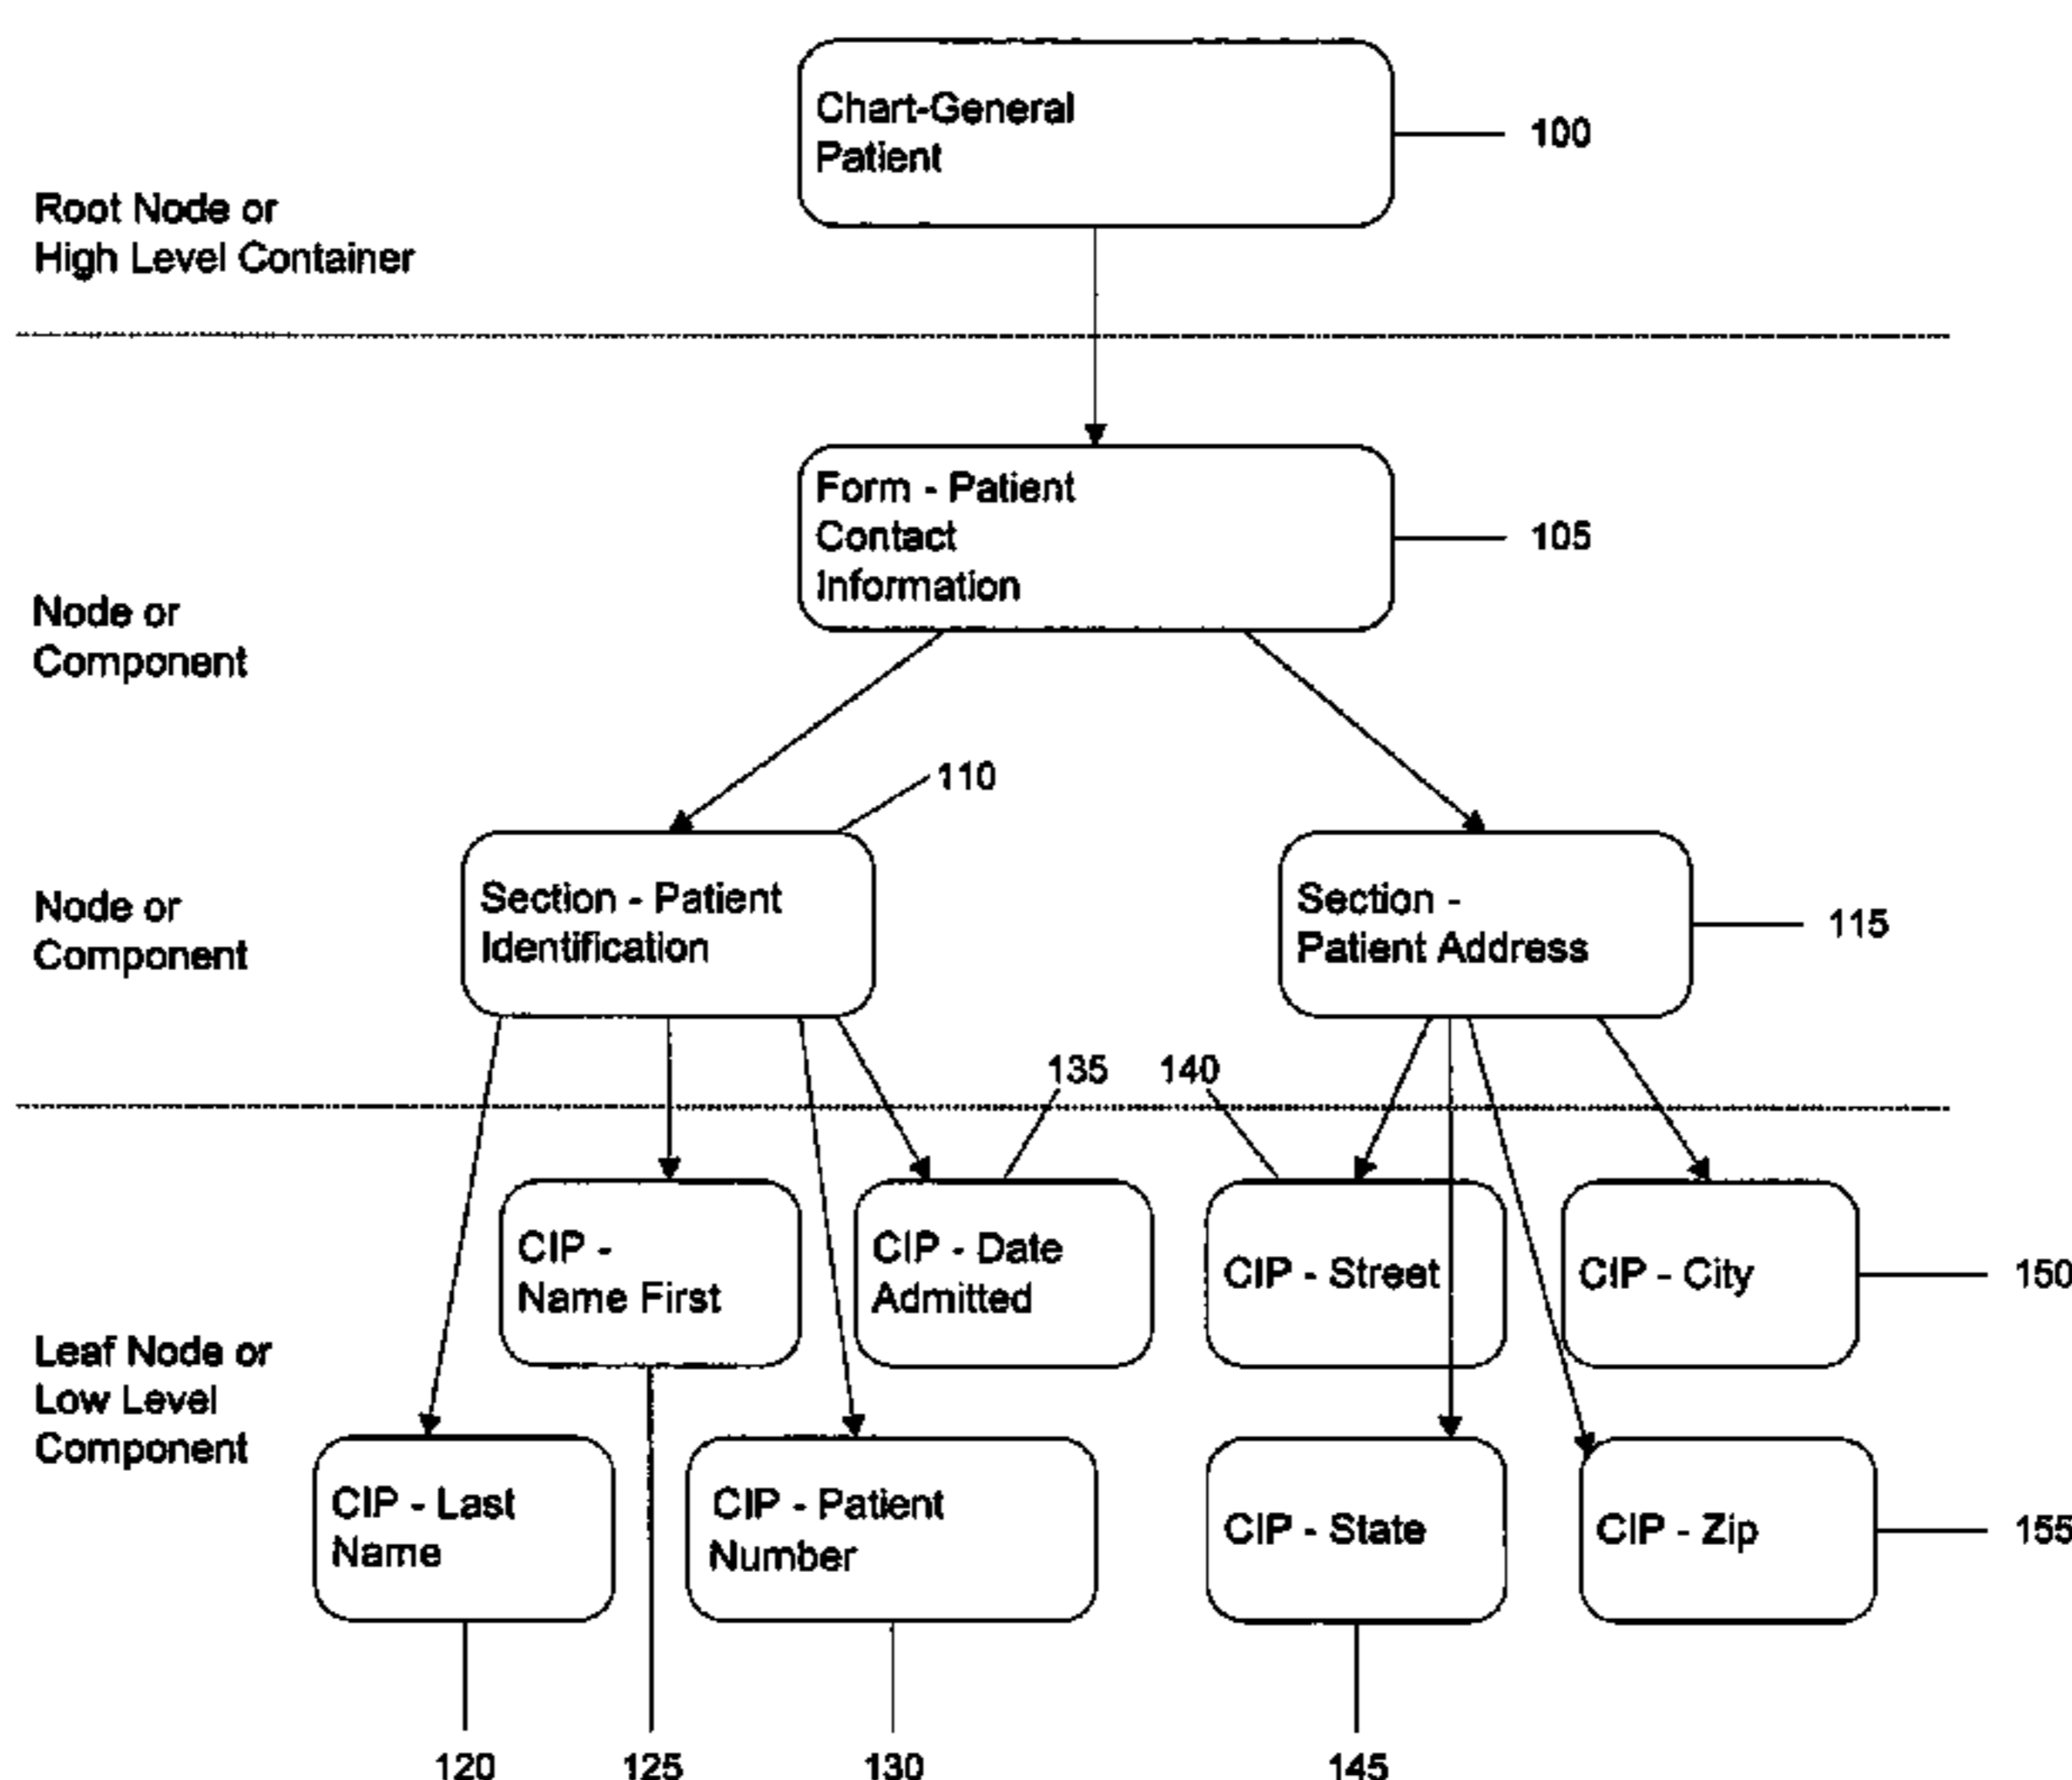 Chart-General
Patient
100
Root Node or
High Level Container
Form - Patient
Contact
Information
105
Node or
Component
110
Section - Patient
Identification
Section -
Patient Address
115
Node or
Component
135
140
CIP -
Name First
CIP - Date
Admitted
CIP - Street
CIP - City
150
Leaf Node or
Low Level
Component
CIP - Last
Name
CIP - Patient
Number
CIP - State
CIP - Zip
155
120
125
130
145